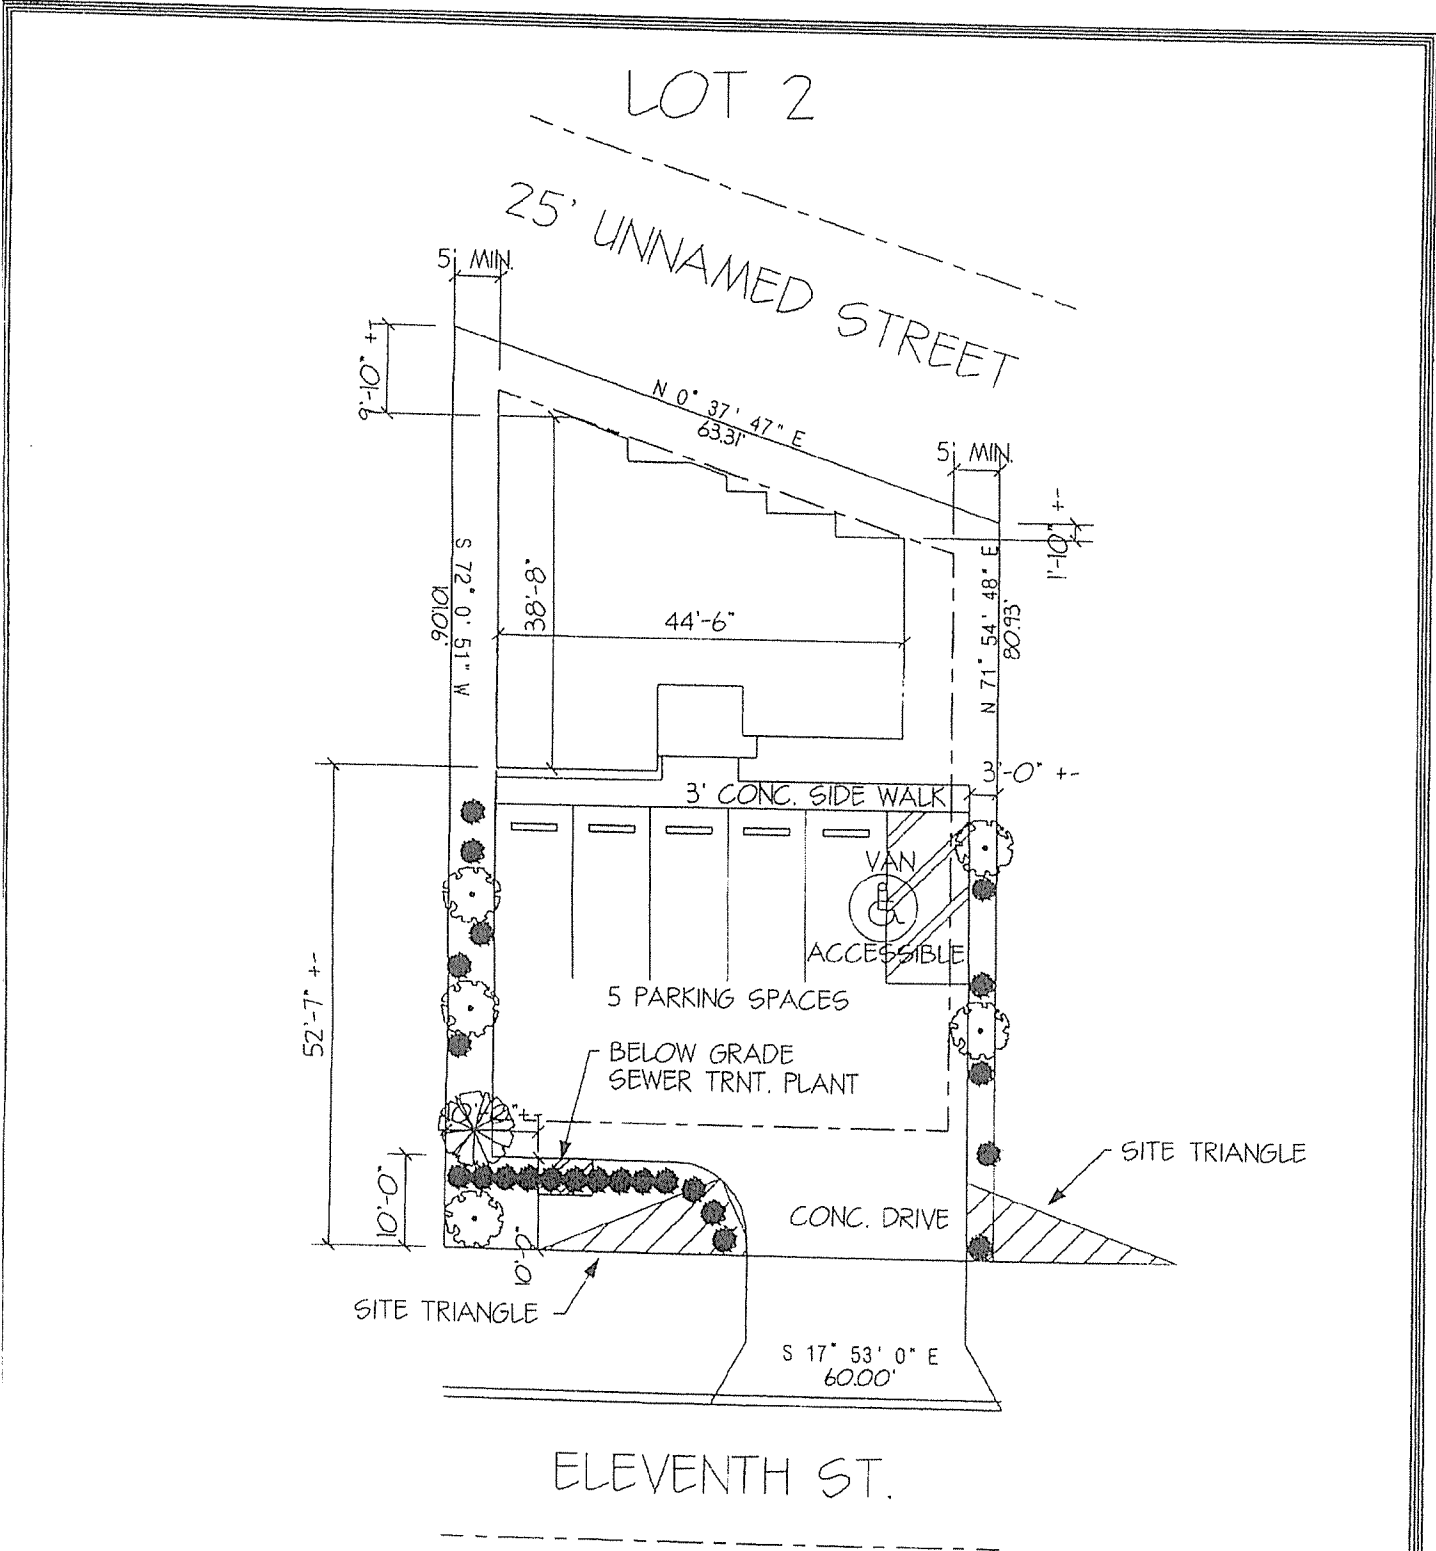 LOT 2
25' UNNAMED STREET
5' MIN.
9'-10" +-
N 0° 37' 47" E
63.31'
5' MIN.
1'-10" +-
S 72° 0' 51" W
101.06'
38'-8"
44'-6"
N 71° 54' 48" E
80.93'
3'-0" +-
3' CONC. SIDE WALK
VAN
ACCESSIBLE
5 PARKING SPACES
52'-7" +-
BELOW GRADE
SEWER TRNT. PLANT
SITE TRIANGLE
10'-0"
CONC. DRIVE
10'-0"
SITE TRIANGLE
S 17° 53' 0" E
60.00'
ELEVENTH ST.